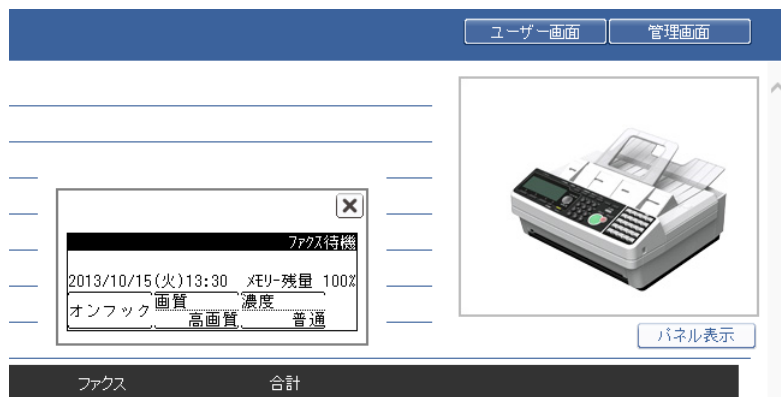 ユーザー画面 管理画面
ファクス待機
2013/10/15(火)13:30 メモリー残量 100%
オンフック 画質 高画質 濃度 普通
パネル表示
ファクス 合計